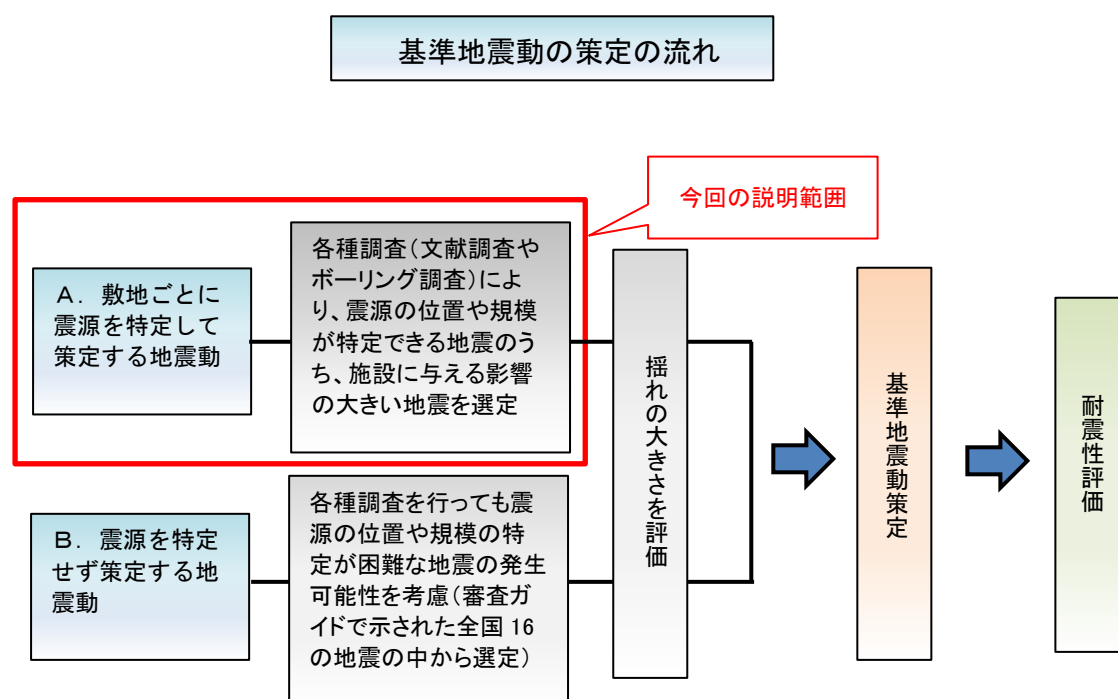 基準地震動の策定の流れ
今回の説明範囲
A．敷地ごとに
震源を特定して
策定する地震動
各種調査(文献調査や
ボーリング調査)によ
り、震源の位置や規模
が特定できる地震のう
ち、施設に与える影響
の大きい地震を選定
B．震源を特定
せず策定する地
震動
各種調査を行っても震
源の位置や規模の特
定が困難な地震の発生
可能性を考慮(審査ガ
イドで示された全国 16
の地震の中から選定)
揺れの大きさを評価
基準地震動策定
耐震性評価